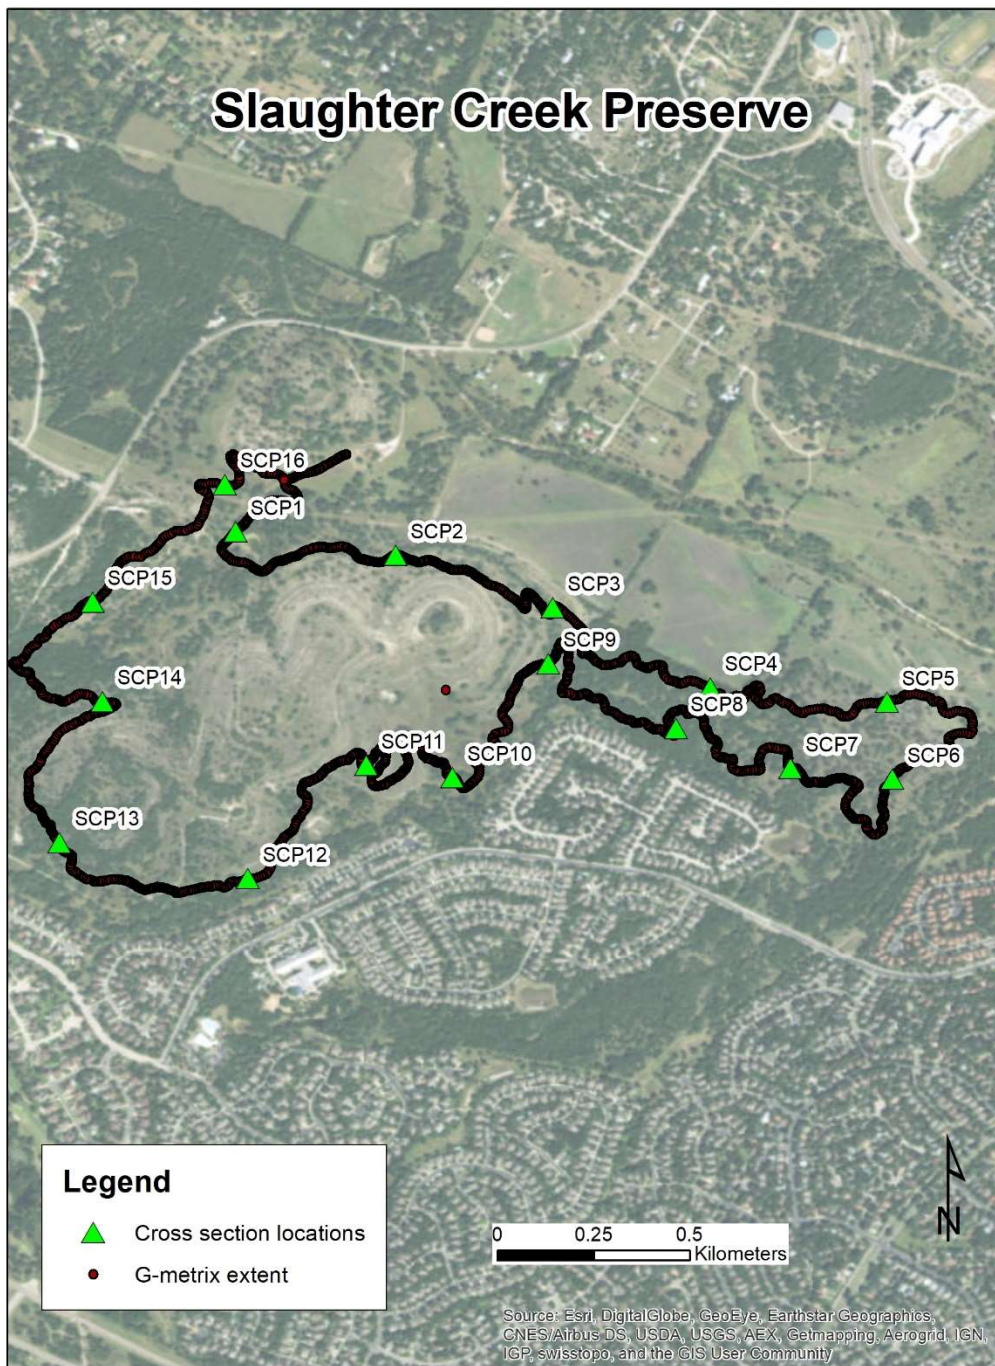 Slaughter Creek Preserve
SCP16
SCP1
SCP2
SCP15
SCP3
SCP9
SCP14
SCP4
SCP5
SCP8
SCP11
SCP10
SCP7
SCP6
SCP13
SCP12
Legend
Cross section locations
G-metrix extent
0 0.25 0.5
Kilometers
N
Source: Esri, DigitalGlobe, GeoEye, Earthstar Geographics,
CNES/Airbus DS, USDA, USGS, AEX, Getmapping, Aerogrid, IGN,
IGP, swisstopo, and the GIS User Community